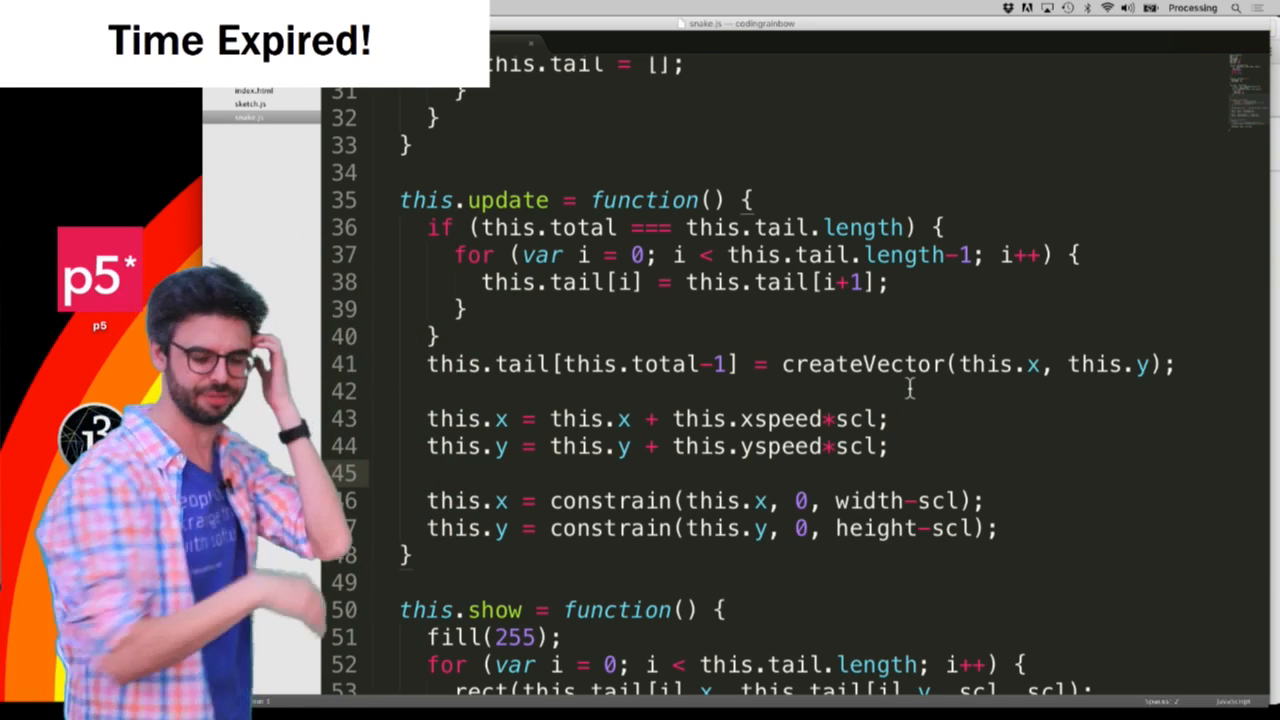 Processing
snake.js — codingrainbow
Time Expired!
this.tail = [];
index.html
31 }
sketch.js
snake.js
32 }
33 }
34
35 this.update = function() {
36 if (this.total === this.tail.length) {
37 for (var i = 0; i < this.tail.length-1; i++) {
38 this.tail[i] = this.tail[i+1];
39 }
40 }
41 this.tail[this.total-1] = createVector(this.x, this.y);
42
43 this.x = this.x + this.xspeed*scl;
44 this.y = this.y + this.yspeed*scl;
45
46 this.x = constrain(this.x, 0, width-scl);
7 this.y = constrain(this.y, 0, height-scl);
48 }
49
50 this.show = function() {
51 fill(255);
52 for (var i = 0; i < this.tail.length; i++) {
53 rect(this.tail[i].x, this.tail[i].y, scl, scl);
p5*
p5
Spaces: 2
JavaScript